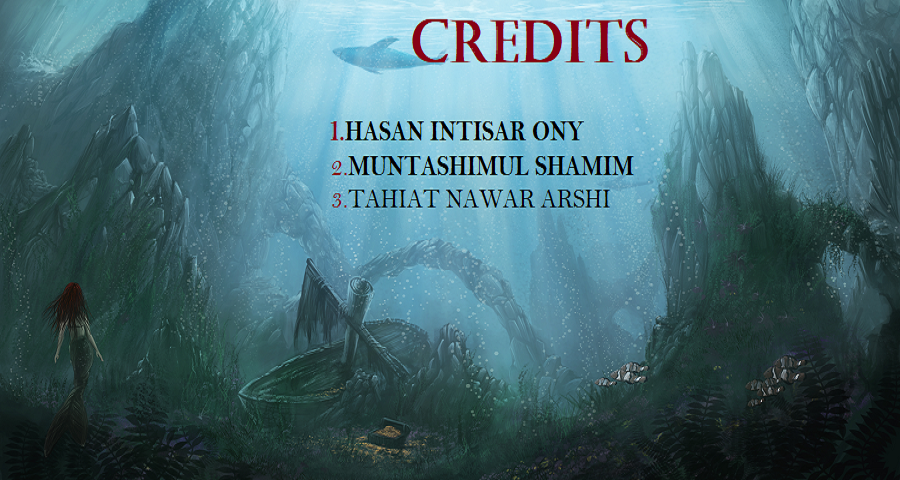 CREDITS
1.HASAN INTISAR ONY
2.MUNTASHIMUL SHAMIM
3.TAHIAT NAWAR ARSHI